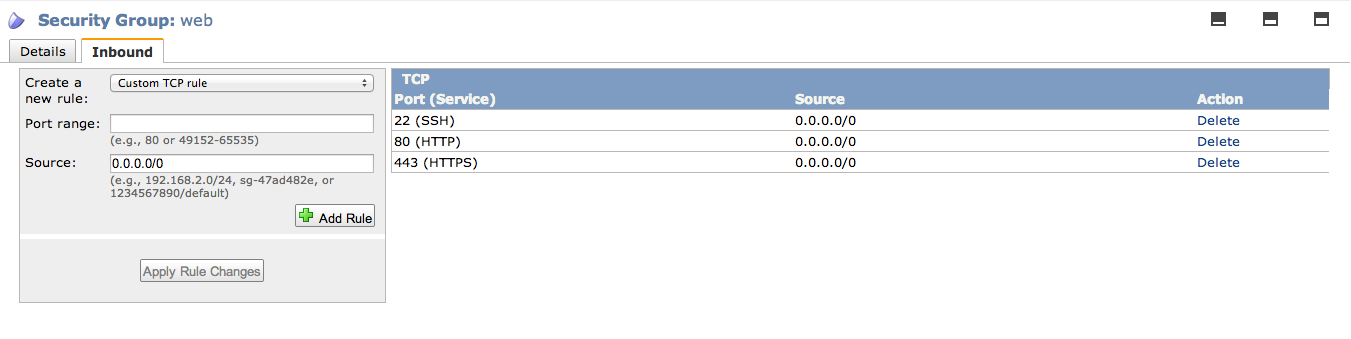 Security Group: web
Details Inbound
Create a new rule: Custom TCP rule
Port range:
(e.g., 80 or 49152-65535)
Source: 0.0.0.0/0
(e.g., 192.168.2.0/24, sg-47ad482e, or
1234567890/default)
Add Rule
Apply Rule Changes
TCP
Port (Service) Source Action
22 (SSH) 0.0.0.0/0 Delete
80 (HTTP) 0.0.0.0/0 Delete
443 (HTTPS) 0.0.0.0/0 Delete